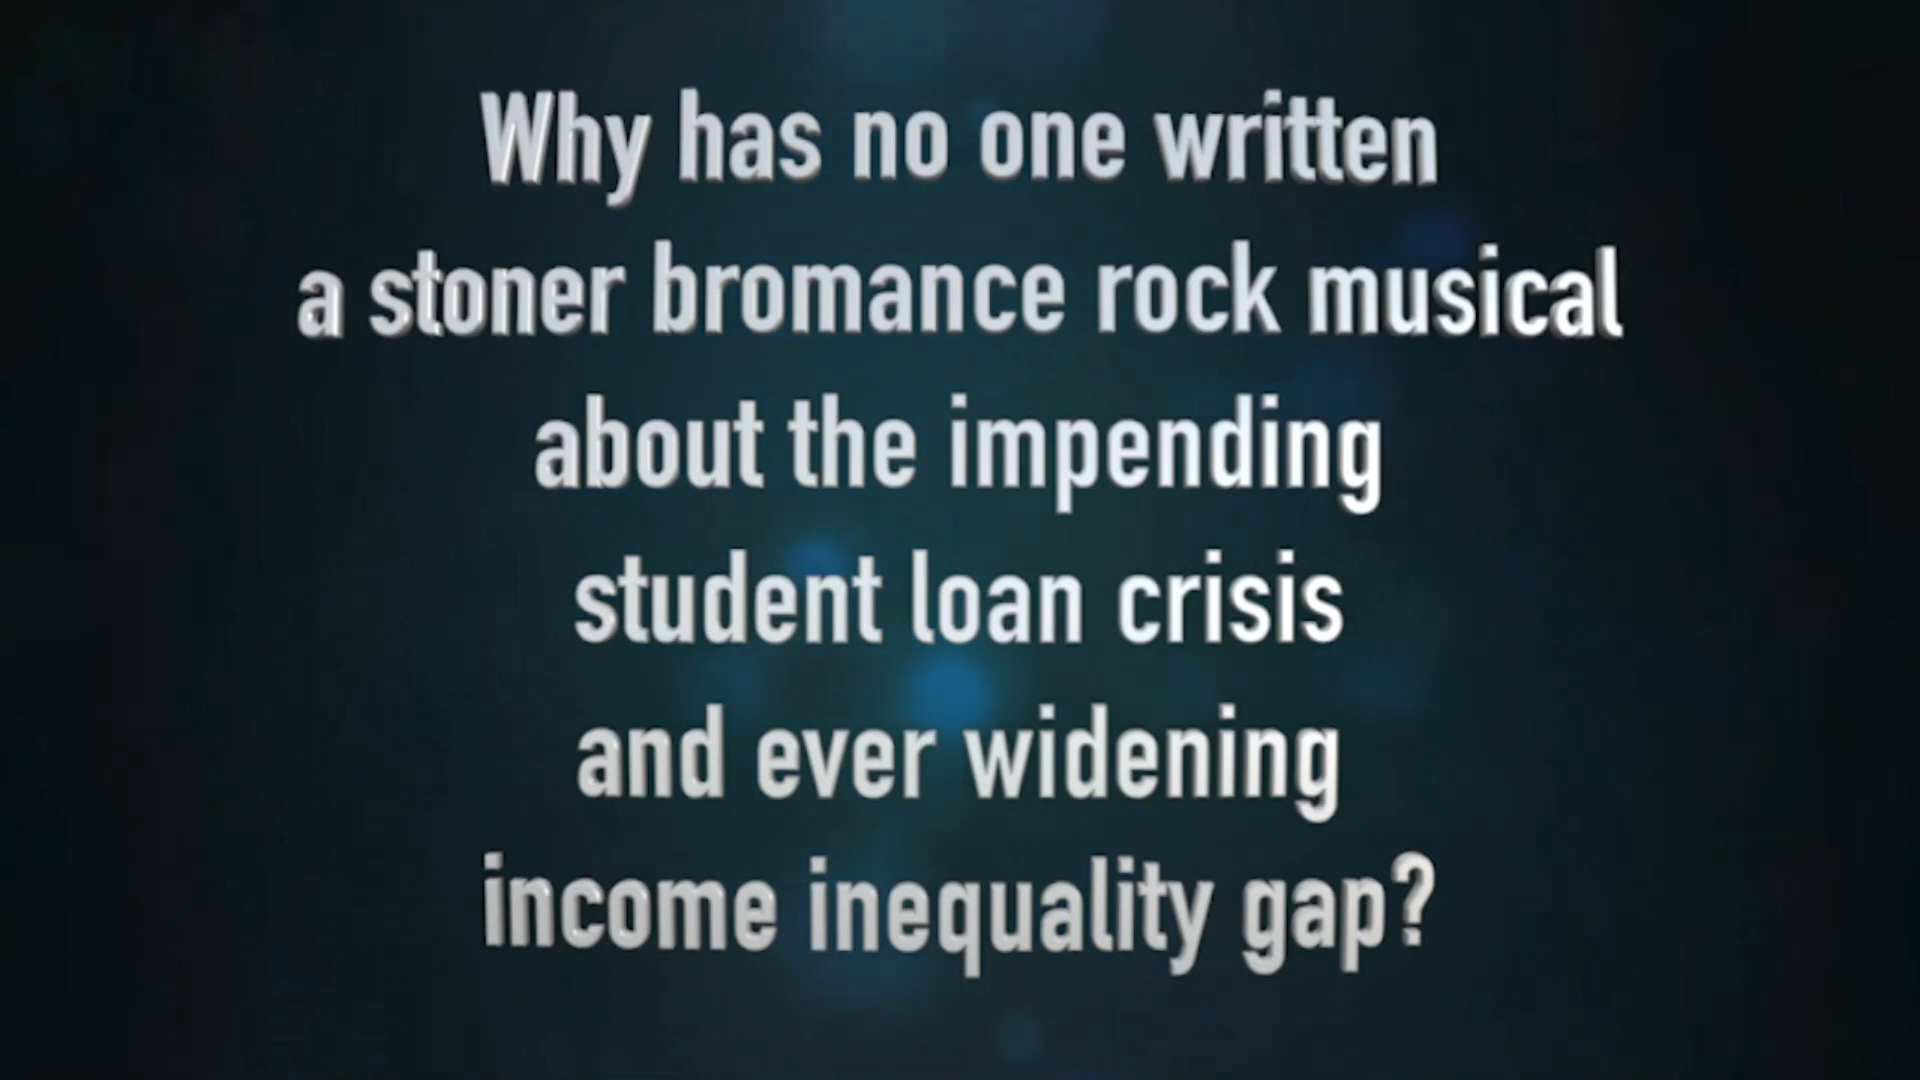 Why has no one written
a stoner bromance rock musical
about the impending
student loan crisis
and ever widening
income inequality gap?